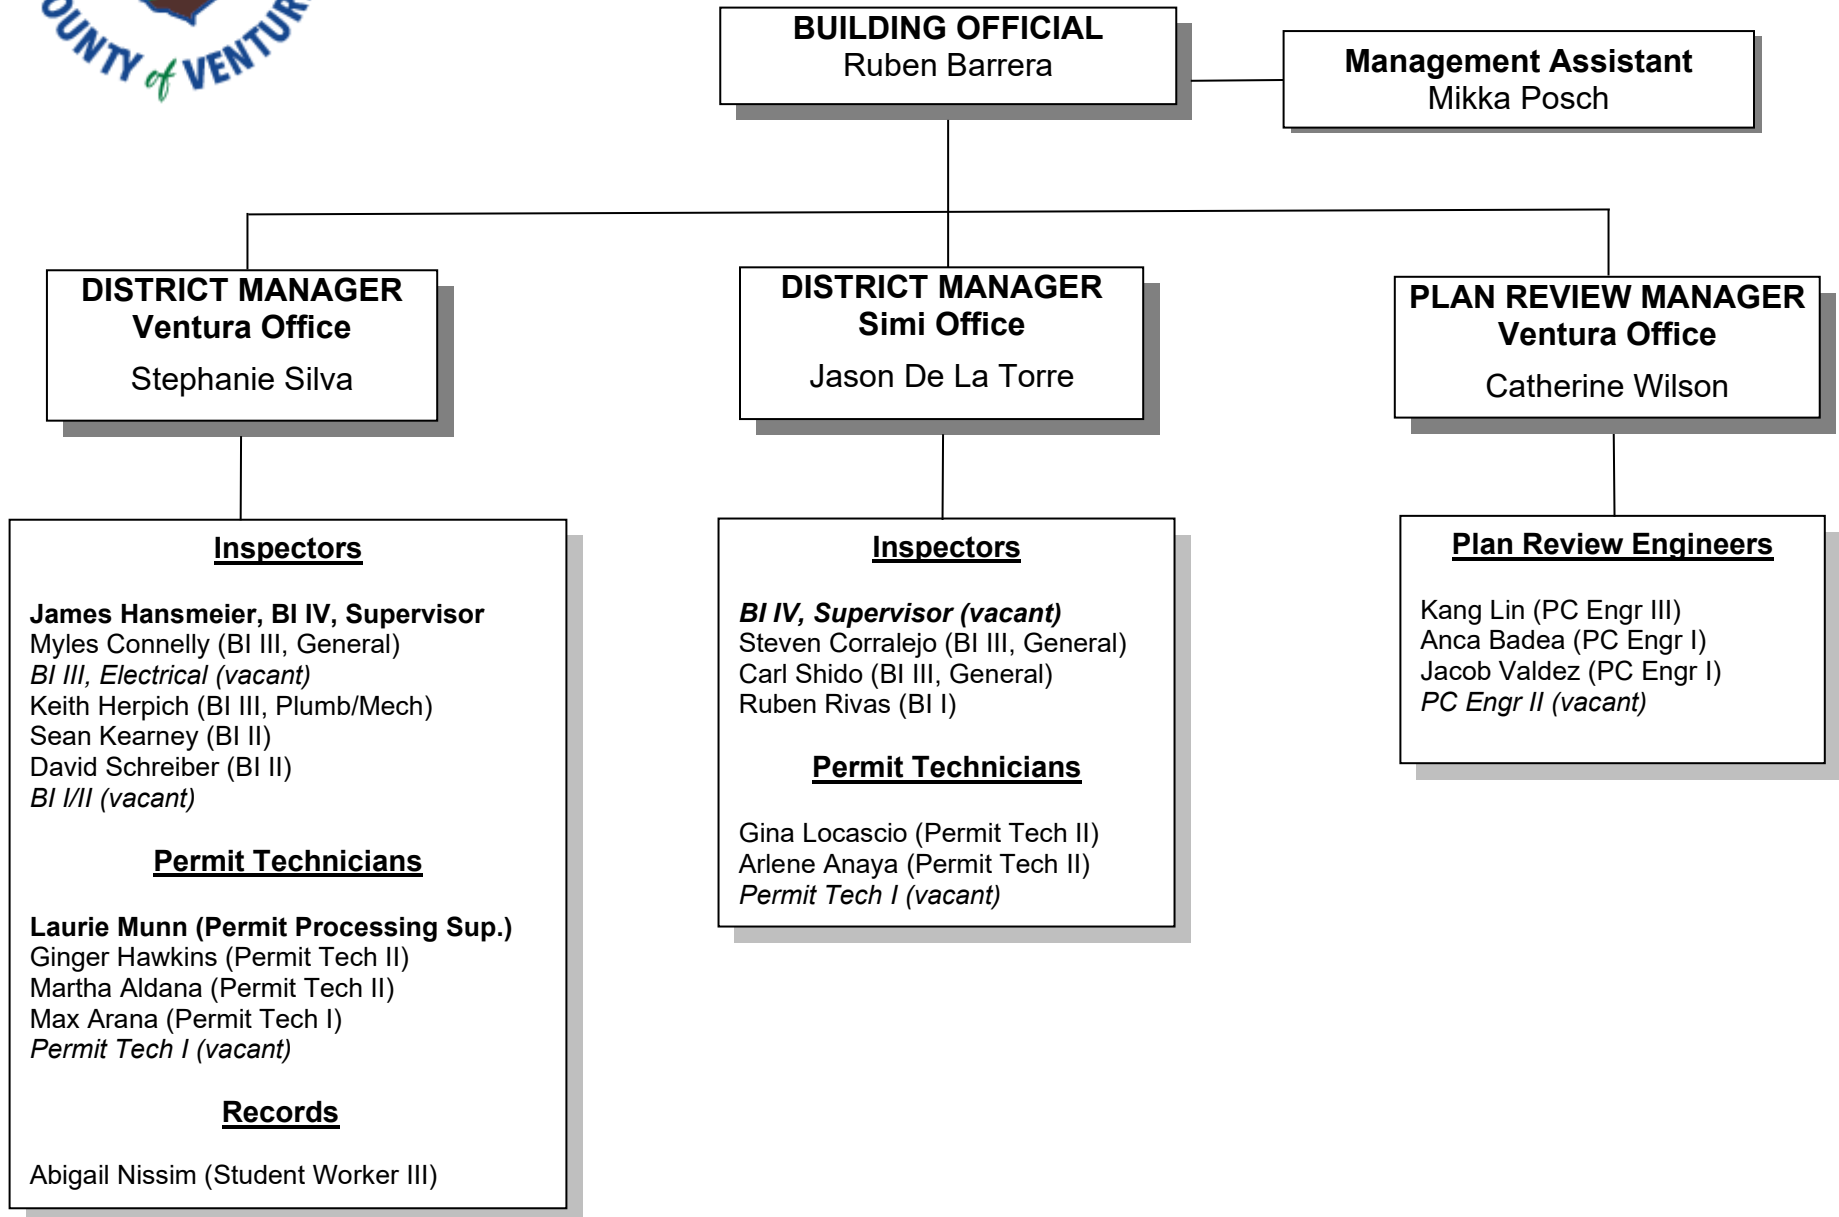 OUNTY of VENTUR
BUILDING OFFICIAL
Ruben Barrera
Management Assistant
Mikka Posch
DISTRICT MANAGER
Ventura Office
Stephanie Silva
DISTRICT MANAGER
Simi Office
Jason De La Torre
PLAN REVIEW MANAGER
Ventura Office
Catherine Wilson
Inspectors
James Hansmeier, BI IV, Supervisor
Myles Connelly (BI III, General)
BI III, Electrical (vacant)
Keith Herpich (BI III, Plumb/Mech)
Sean Kearney (BI II)
David Schreiber (BI II)
BI I/II (vacant)
Permit Technicians
Laurie Munn (Permit Processing Sup.)
Ginger Hawkins (Permit Tech II)
Martha Aldana (Permit Tech II)
Max Arana (Permit Tech I)
Permit Tech I (vacant)
Records
Abigail Nissim (Student Worker III)
Inspectors
BI IV, Supervisor (vacant)
Steven Corralejo (BI III, General)
Carl Shido (BI III, General)
Ruben Rivas (BI I)
Permit Technicians
Gina Locascio (Permit Tech II)
Arlene Anaya (Permit Tech II)
Permit Tech I (vacant)
Plan Review Engineers
Kang Lin (PC Engr III)
Anca Badea (PC Engr I)
Jacob Valdez (PC Engr I)
PC Engr II (vacant)